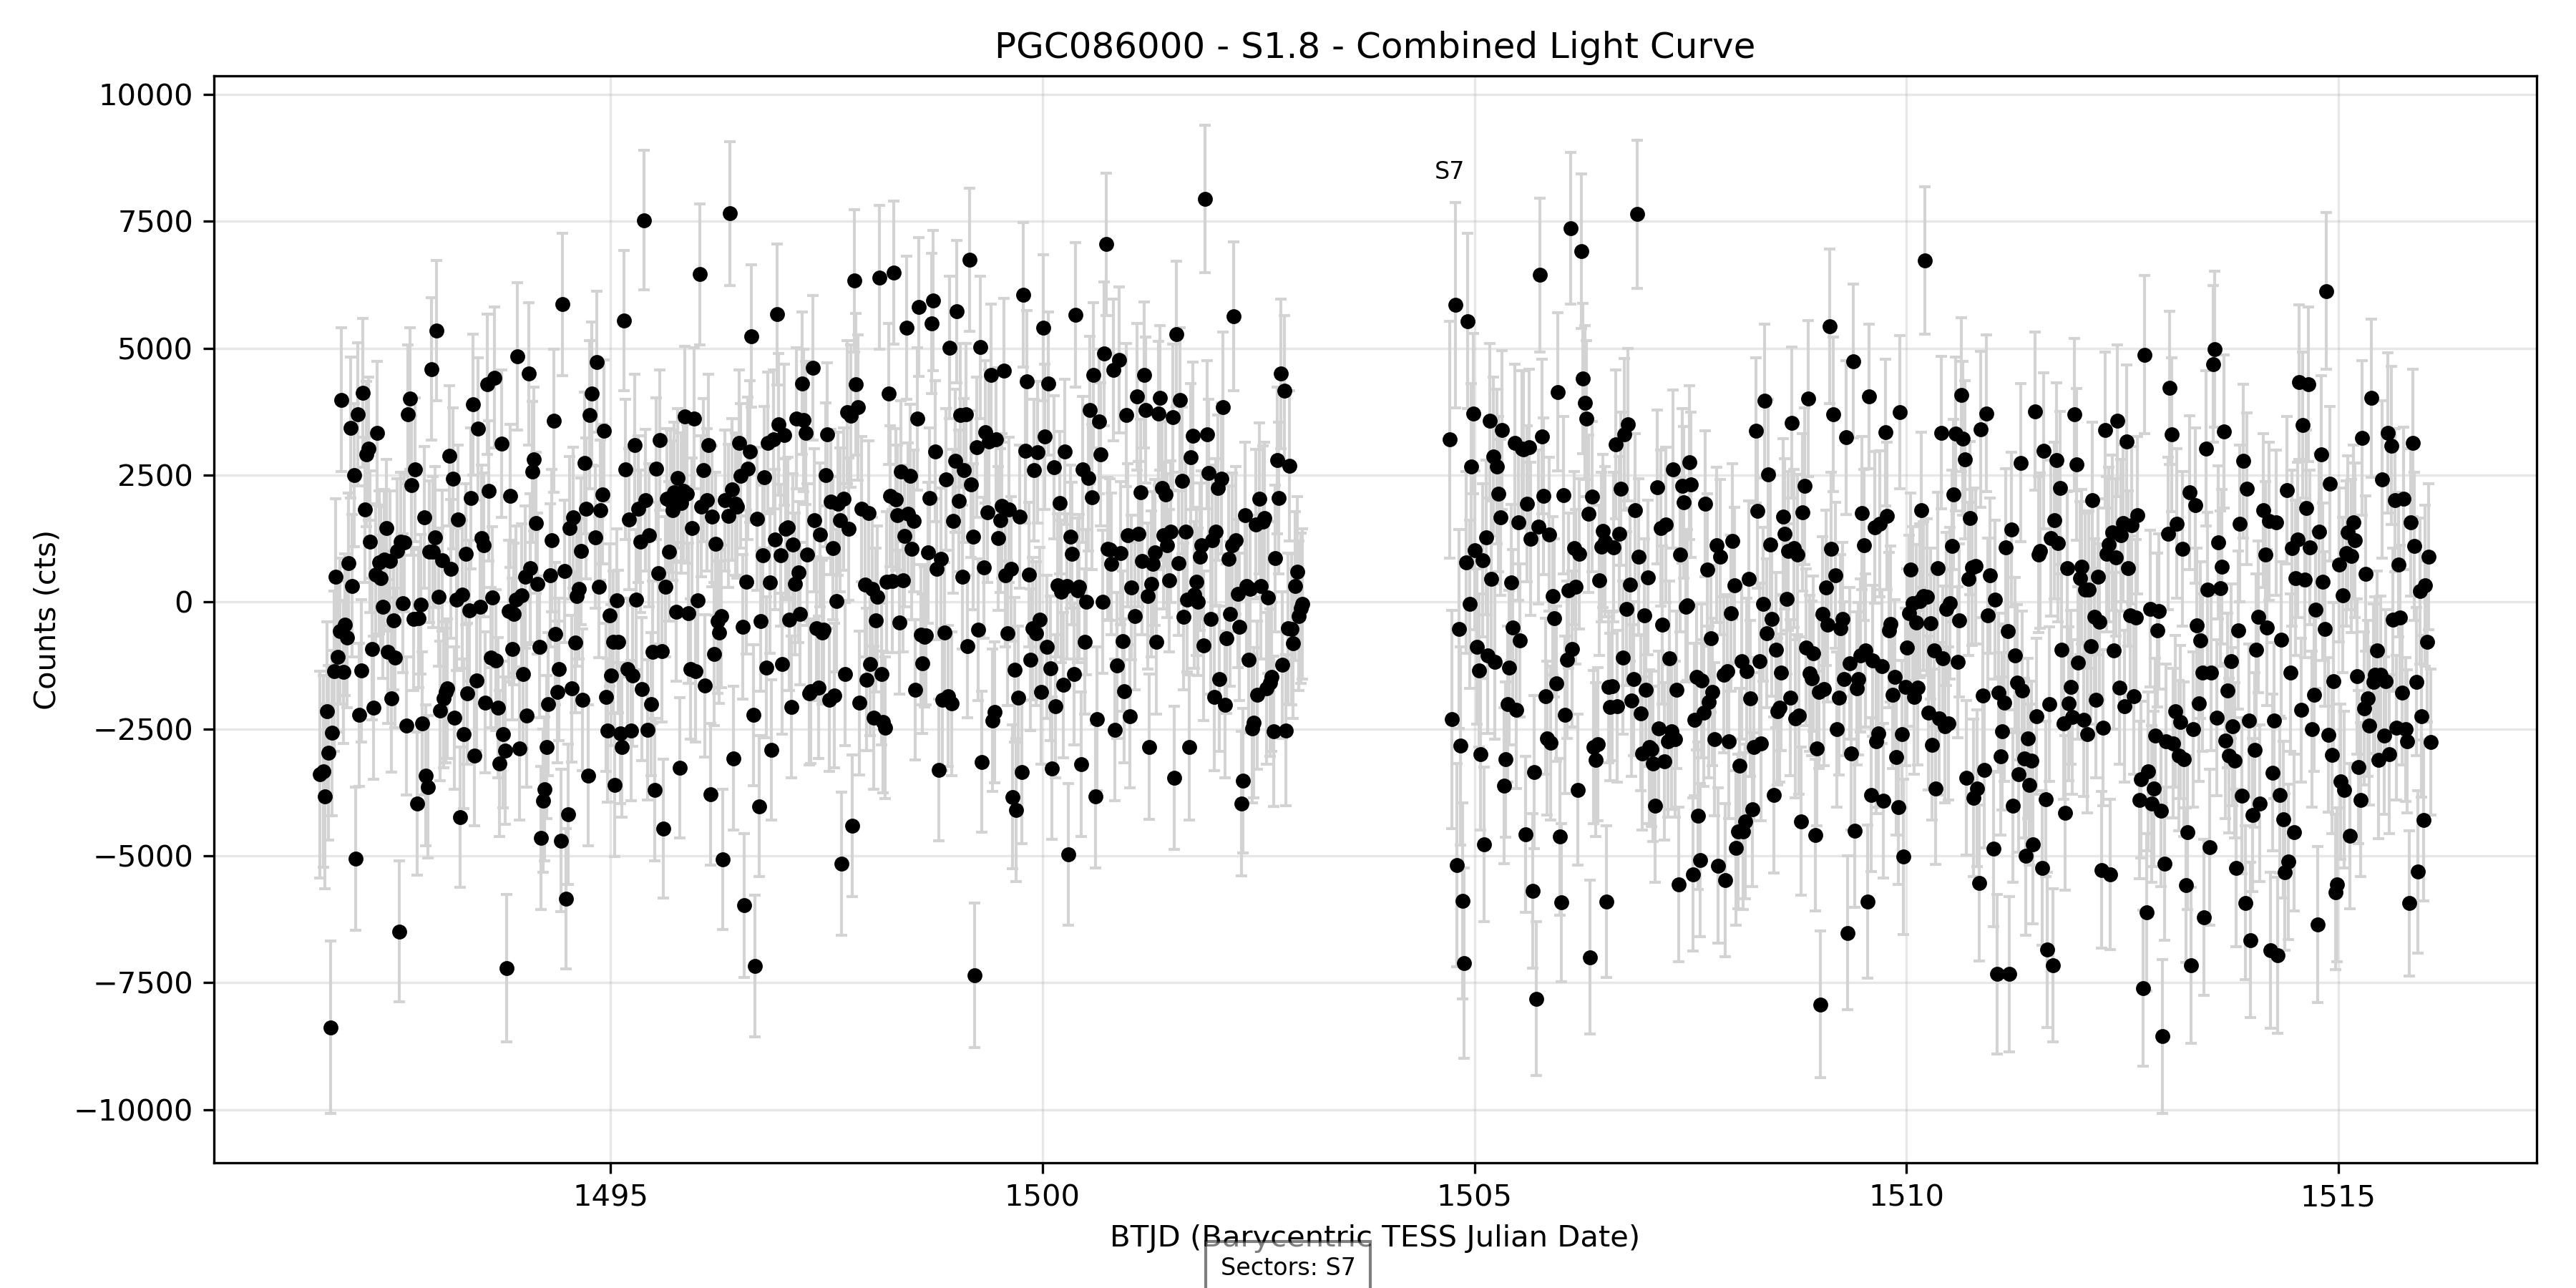 PGC086000 - S1.8 - Combined Light Curve
10000
7500
5000
2500
0
−2500
−5000
−7500
−10000
Counts (cts)
S7
1495
1500
1505
1510
1515
BTJD (Barycentric TESS Julian Date)
Sectors: S7